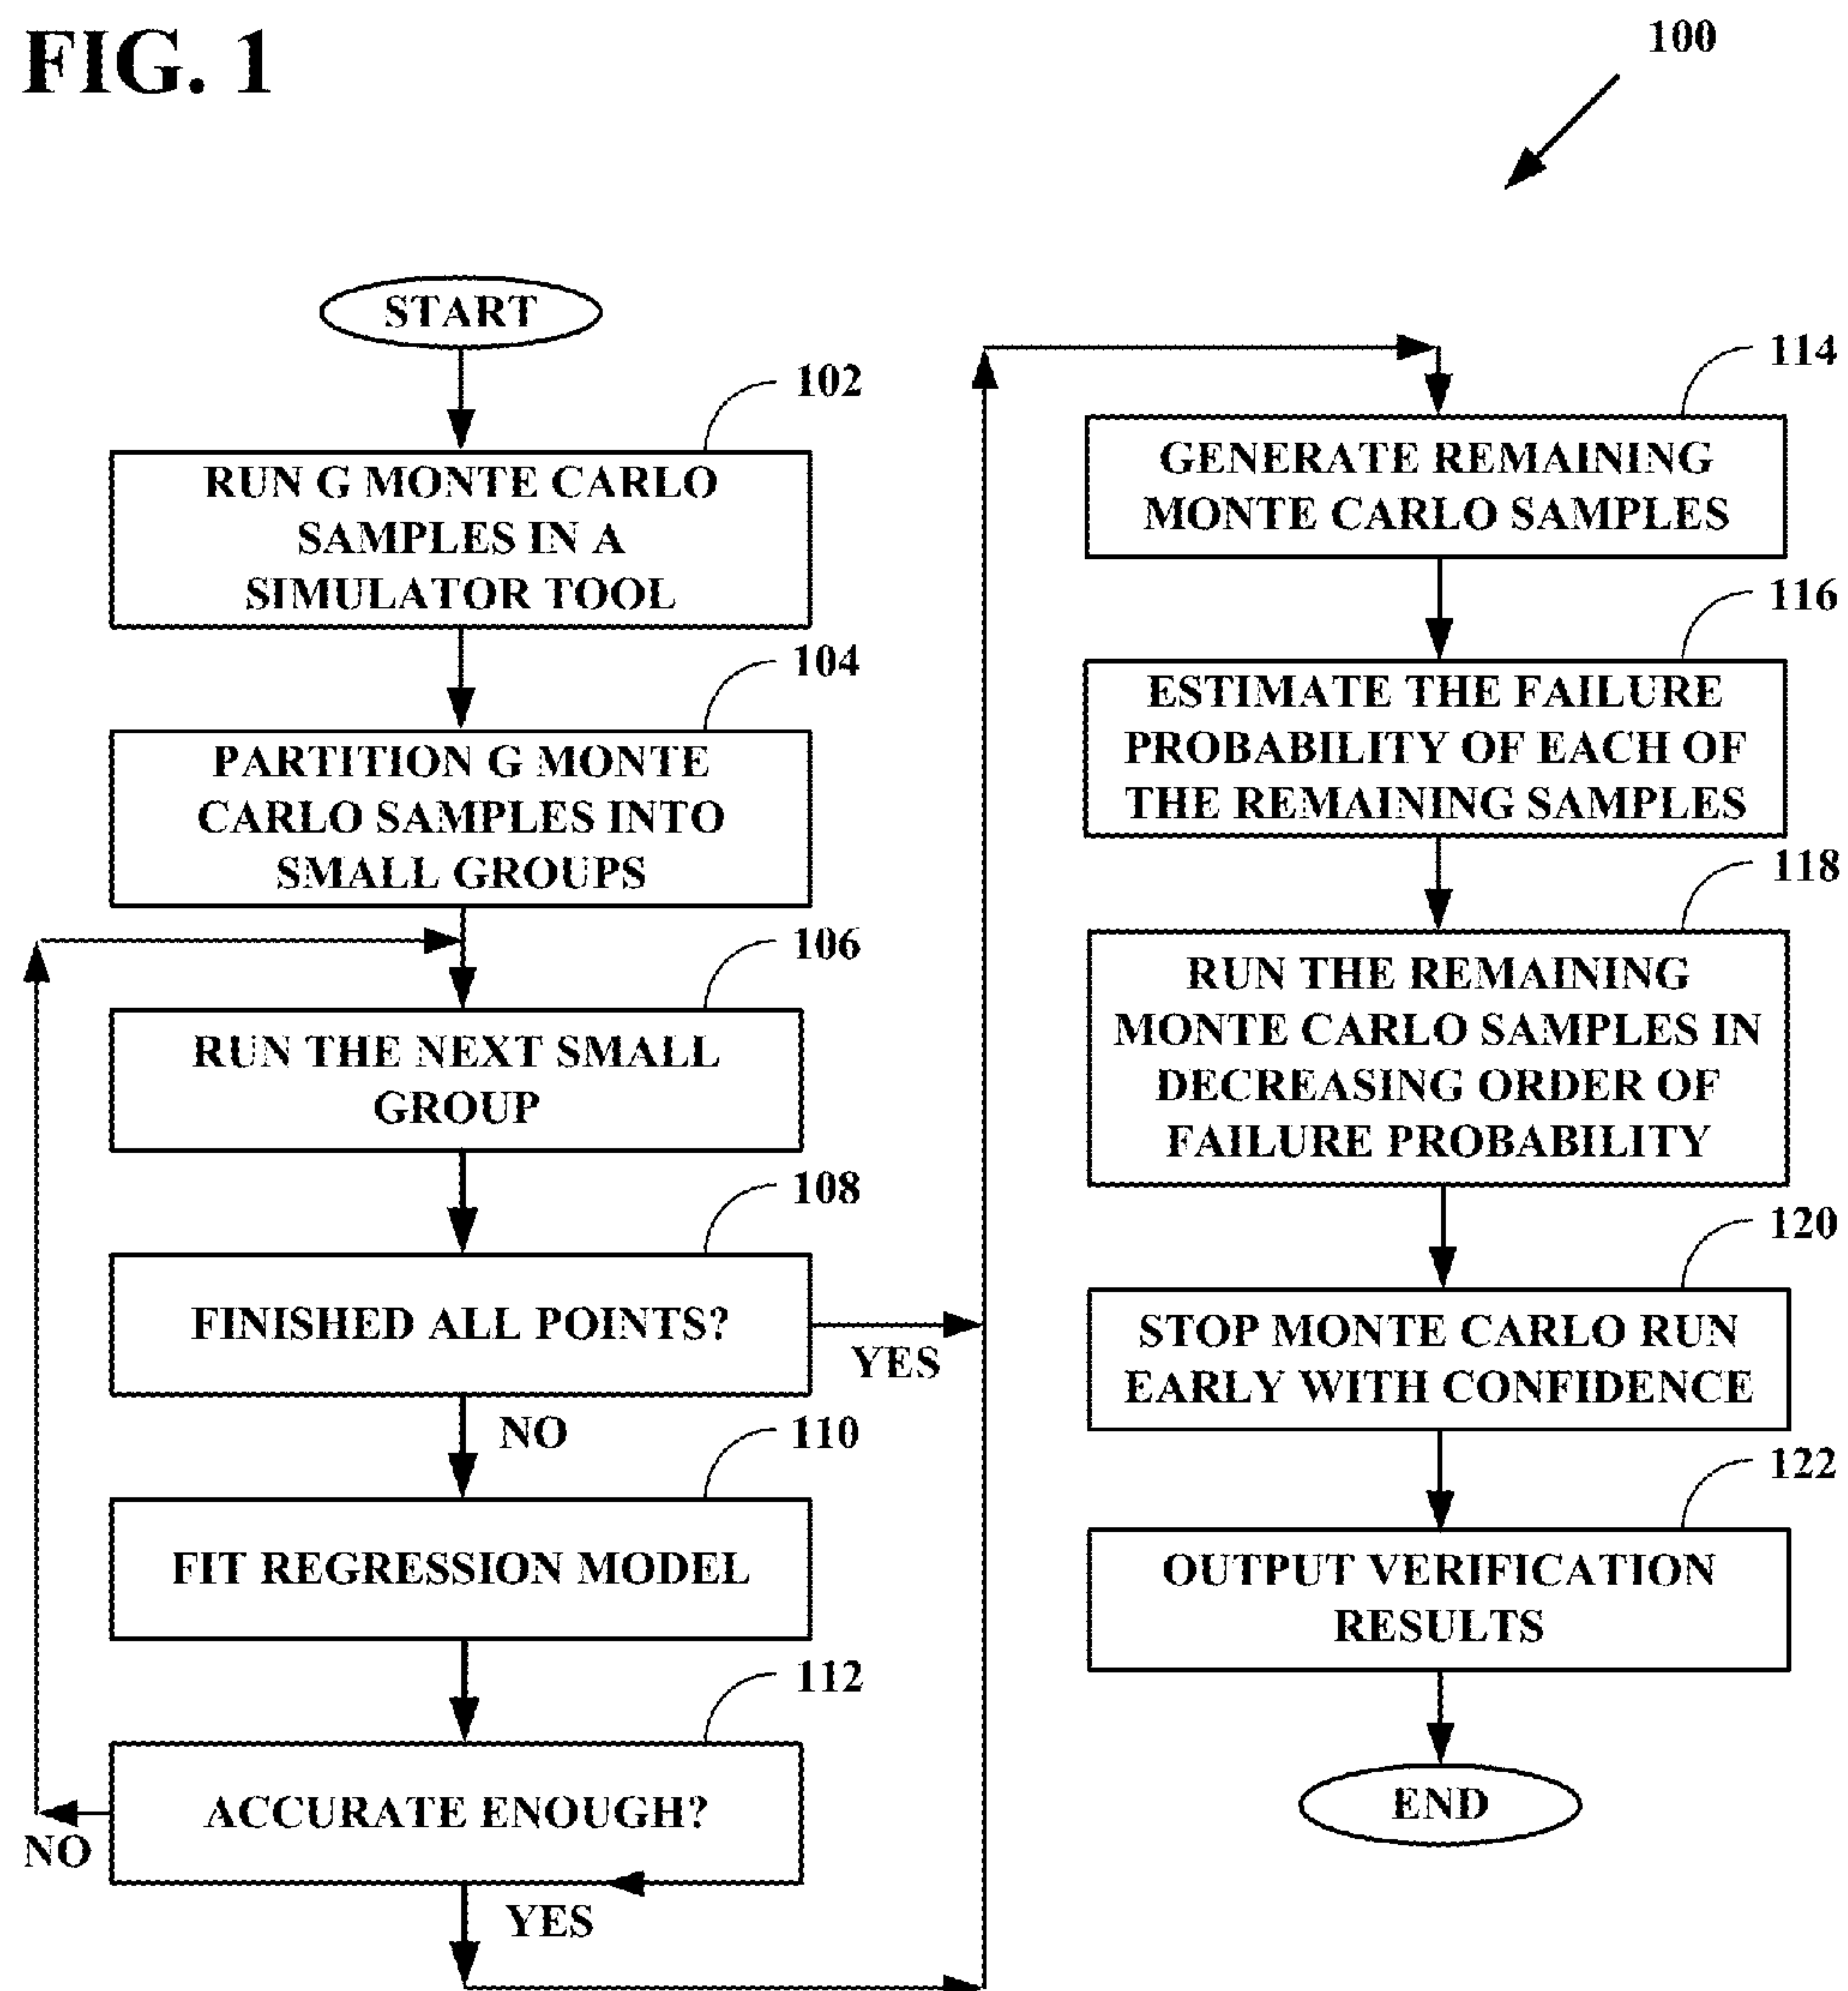 FIG. 1
100
START
102
RUN G MONTE CARLO
SAMPLES IN A
SIMULATOR TOOL
104
PARTITION G MONTE
CARLO SAMPLES INTO
SMALL GROUPS
106
RUN THE NEXT SMALL
GROUP
108
FINISHED ALL POINTS?
YES
NO
110
FIT REGRESSION MODEL
112
ACCURATE ENOUGH?
NO
YES
114
GENERATE REMAINING
MONTE CARLO SAMPLES
116
ESTIMATE THE FAILURE
PROBABILITY OF EACH OF
THE REMAINING SAMPLES
118
RUN THE REMAINING
MONTE CARLO SAMPLES IN
DECREASING ORDER OF
FAILURE PROBABILITY
120
STOP MONTE CARLO RUN
EARLY WITH CONFIDENCE
122
OUTPUT VERIFICATION
RESULTS
END